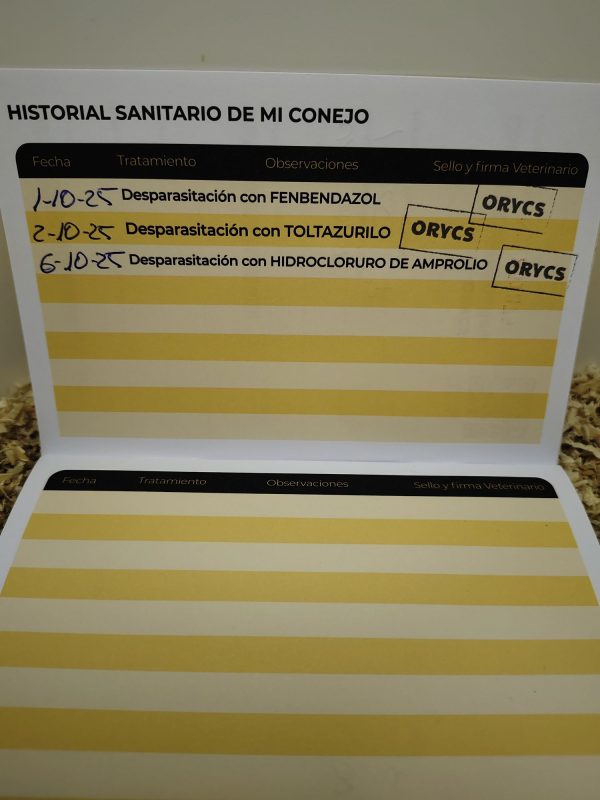 HISTORIAL SANITARIO DE MI CONEJO
Fecha Tratamiento Observaciones Sello y firma Veterinario
1-10-25 Desparasitación con FENBENDAZOL ORYCS
2-10-25 Desparasitación con TOLTAZURILO ORYCS
6-10-25 Desparasitación con HIDROCLORURO DE AMPROLIO ORYCS
Fecha Tratamiento Observaciones Sello y firma Veterinario